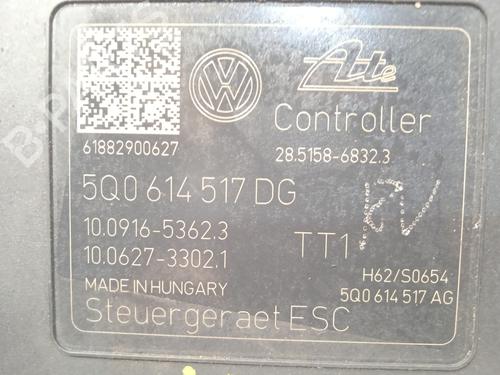 Ate
Controller
61882900627
28.5158-6832.3
5Q0 614 517 DG
10.0916-5362.3
10.0627-3302.1
TT1
MADE IN HUNGARY
H62/S0654
5Q0 614 517 AG
Steuergeraet ESC